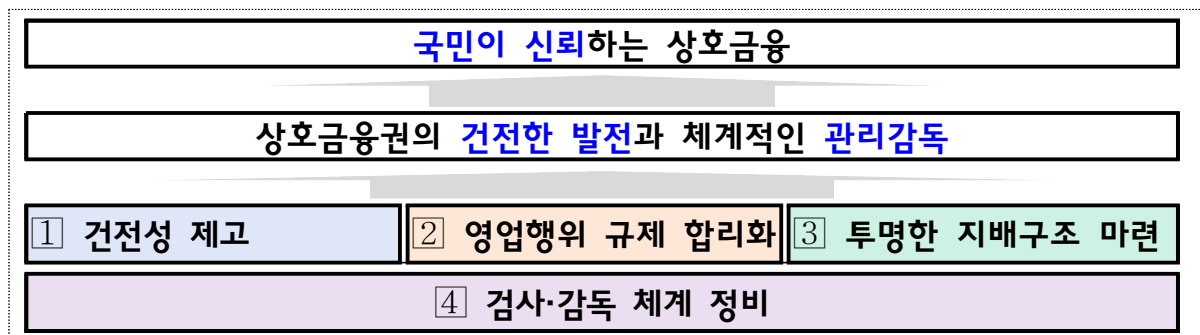 국민이 신뢰하는 상호금융
상호금융권의 건전한 발전과 체계적인 관리감독
1 건전성 제고
2 영업행위 규제 합리화
3 투명한 지배구조 마련
4 검사·감독 체계 정비